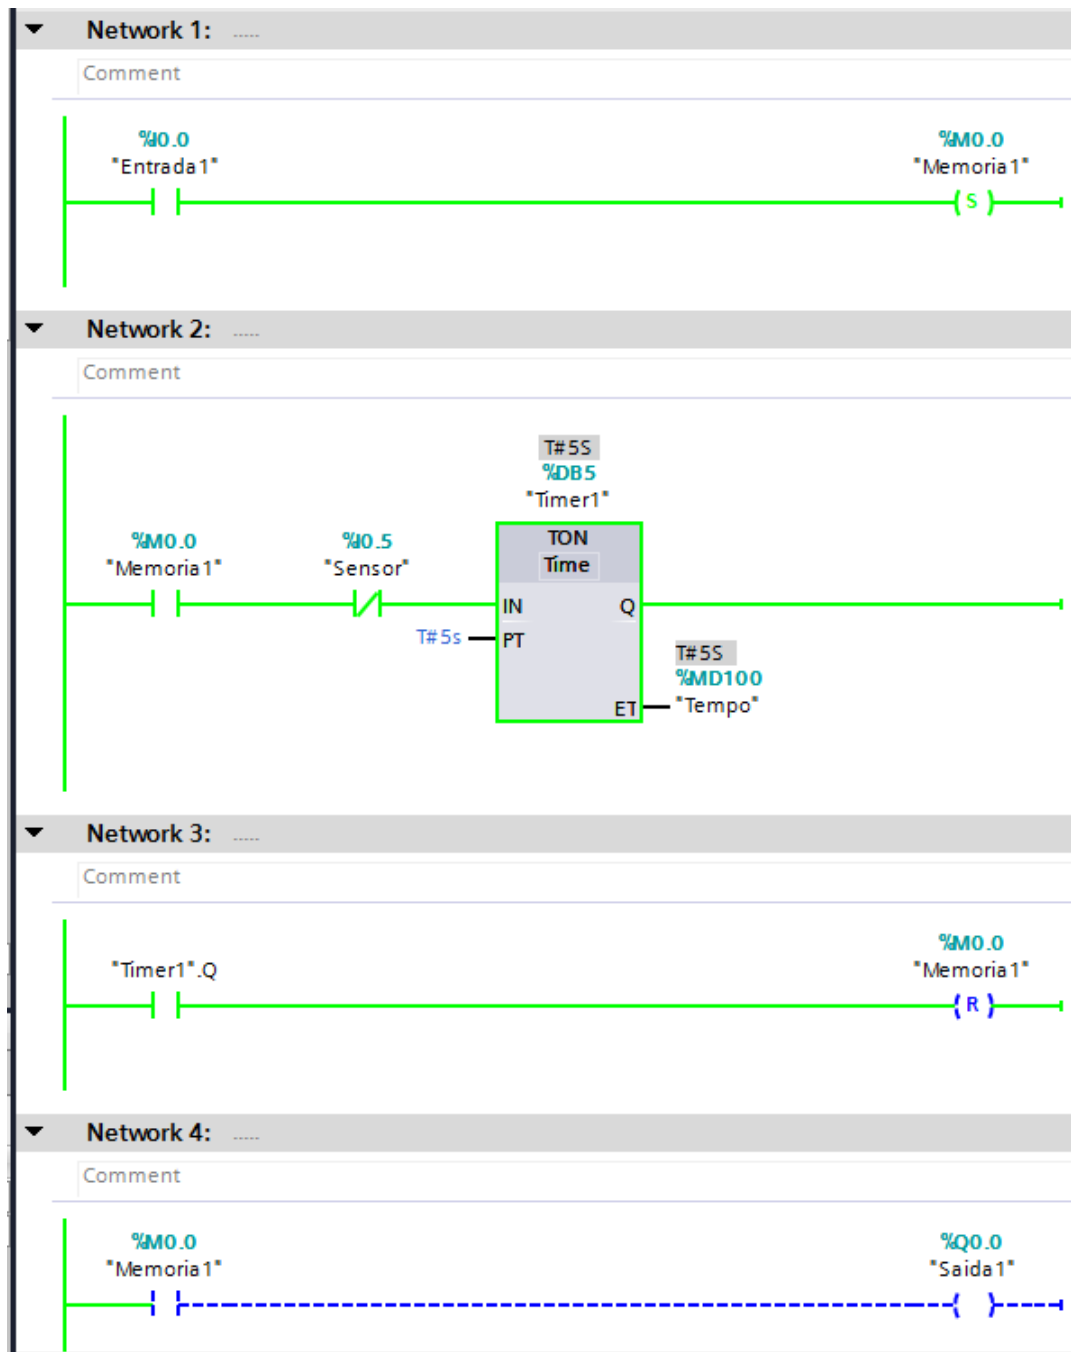 Network 1: .....
Comment
%I0.0
"Entrada1"
%M0.0
"Memoria1"
( S )
Network 2: .....
Comment
T#5S
%DB5
"Timer1"
%M0.0
"Memoria1"
%I0.5
"Sensor"
TON
Time
IN
Q
T#5s
PT
T#5S
%MD100
ET
"Tempo"
Network 3: .....
Comment
"Timer1".Q
%M0.0
"Memoria1"
( R )
Network 4: .....
Comment
%M0.0
"Memoria1"
%Q0.0
"Saida1"